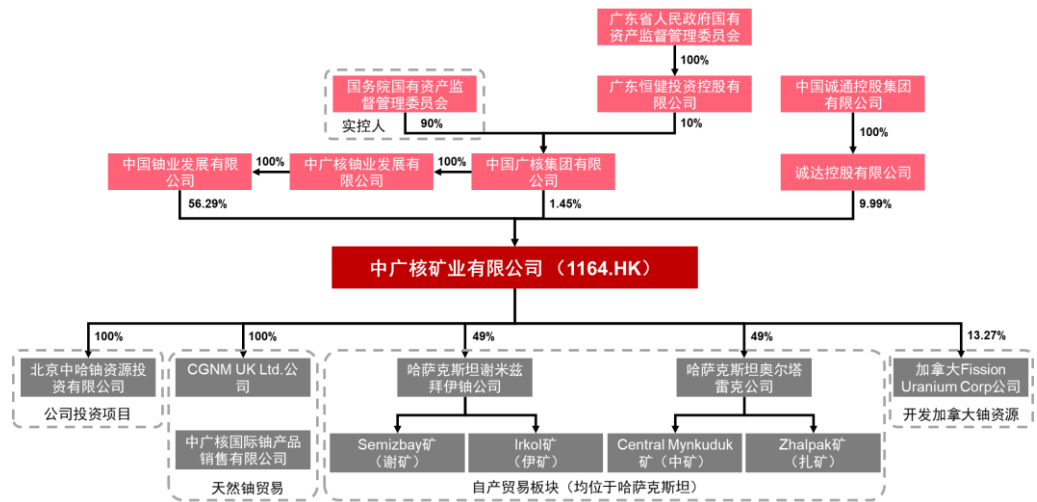 广东省人民政府国有
资产监督管理委员会
100%
国务院国有资产监
督管理委员会
实控人
90%
广东恒健投资控股有
限公司
10%
中国诚通控股集团
有限公司
100%
中国铀业发展有限
公司
100%
中广核铀业发展有
限公司
100%
中国广核集团有限
公司
诚达控股有限公司
56.29%
1.45%
9.99%
中广核矿业有限公司（1164.HK）
100%
100%
49%
49%
13.27%
北京中哈铀资源投
资有限公司
公司投资项目
CGNM UK Ltd.公
司
中广核国际铀产品
销售有限公司
天然铀贸易
哈萨克斯坦谢米兹
拜伊铀公司
哈萨克斯坦奥尔塔
雷克公司
Semizbay矿
（谢矿）
Irkol矿
（伊矿）
Central Mynkuduk
矿（中矿）
Zhalpak矿
（扎矿）
自产贸易板块（均位于哈萨克斯坦）
加拿大Fission
Uranium Corp公司
开发加拿大铀资源